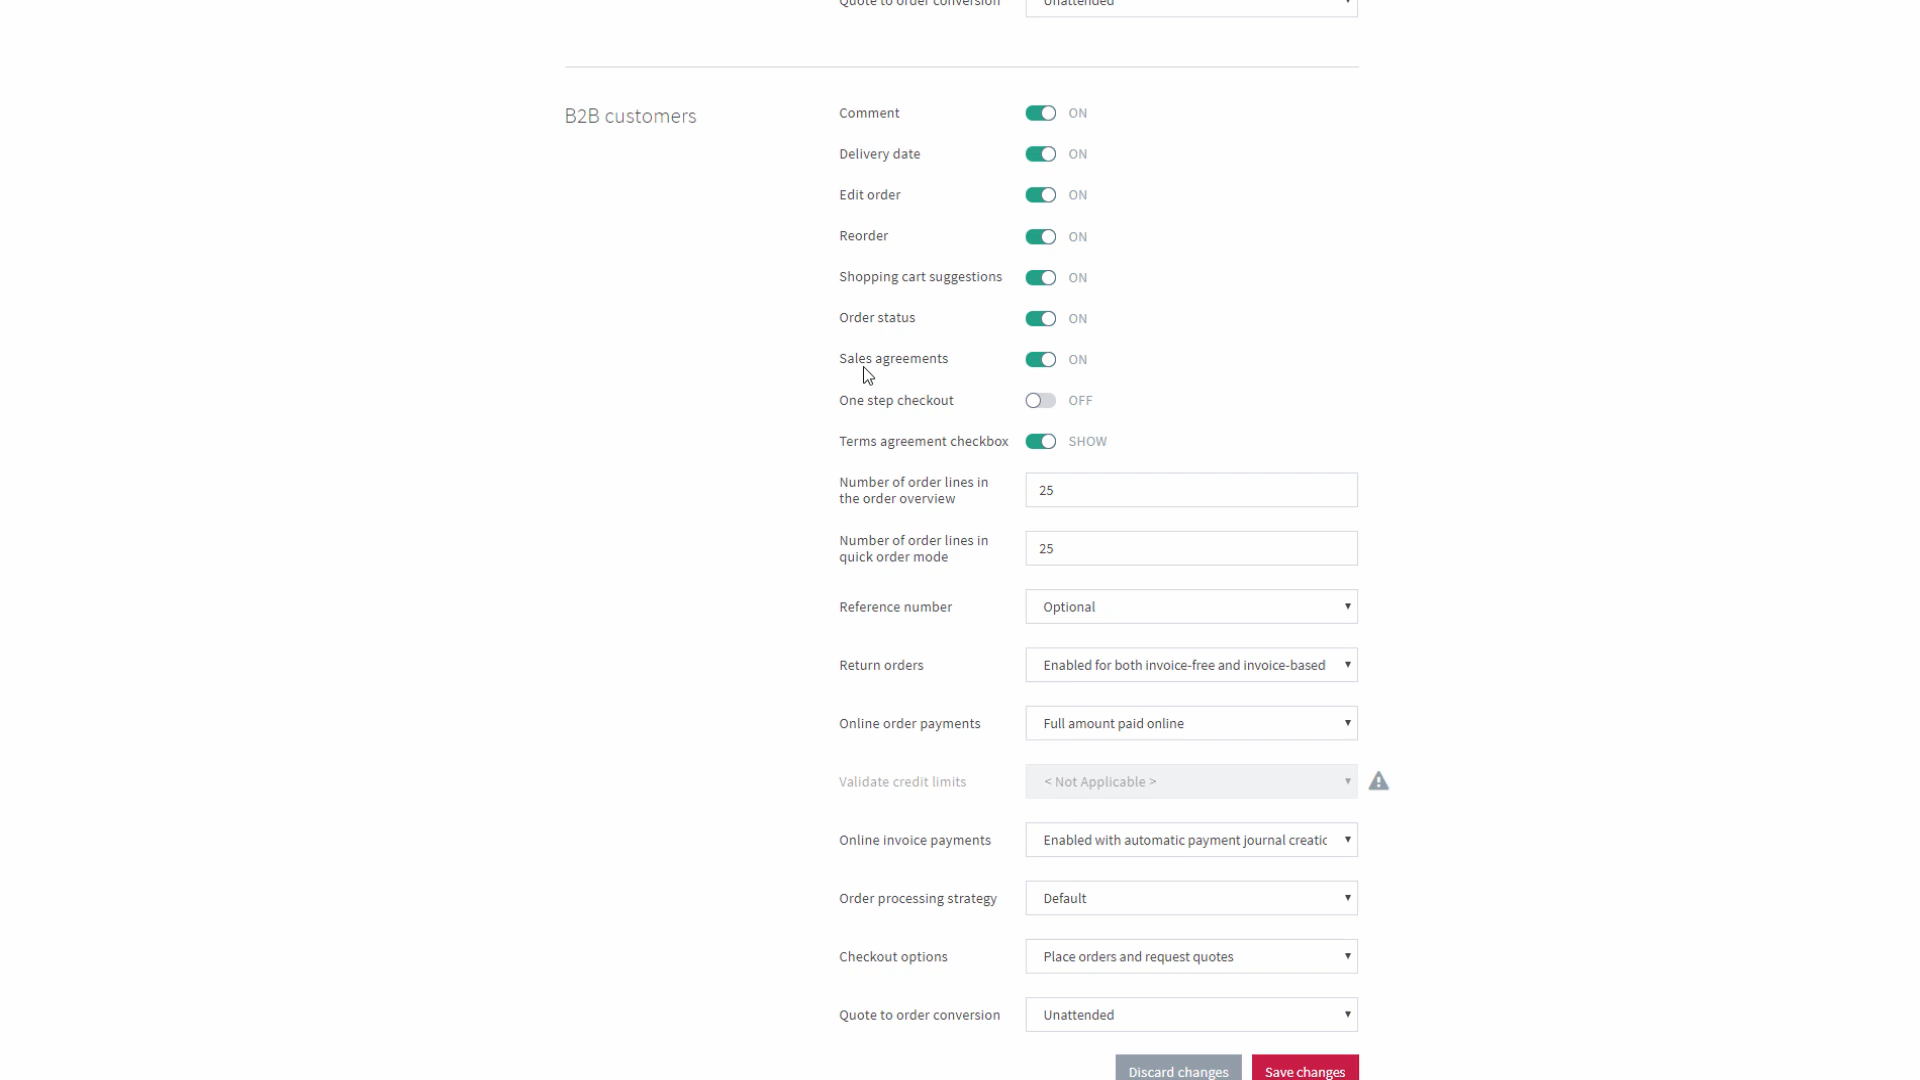 Quote to order conversion Unattended
B2B customers
Comment ON
Delivery date ON
Edit order ON
Reorder ON
Shopping cart suggestions ON
Order status ON
Sales agreements ON
One step checkout OFF
Terms agreement checkbox SHOW
Number of order lines in
the order overview
25
Number of order lines in
quick order mode
25
Reference number Optional
Return orders Enabled for both invoice-free and invoice-based
Online order payments Full amount paid online
Validate credit limits < Not Applicable >
Online invoice payments Enabled with automatic payment journal creatic
Order processing strategy Default
Checkout options Place orders and request quotes
Quote to order conversion Unattended
Discard changes Save changes